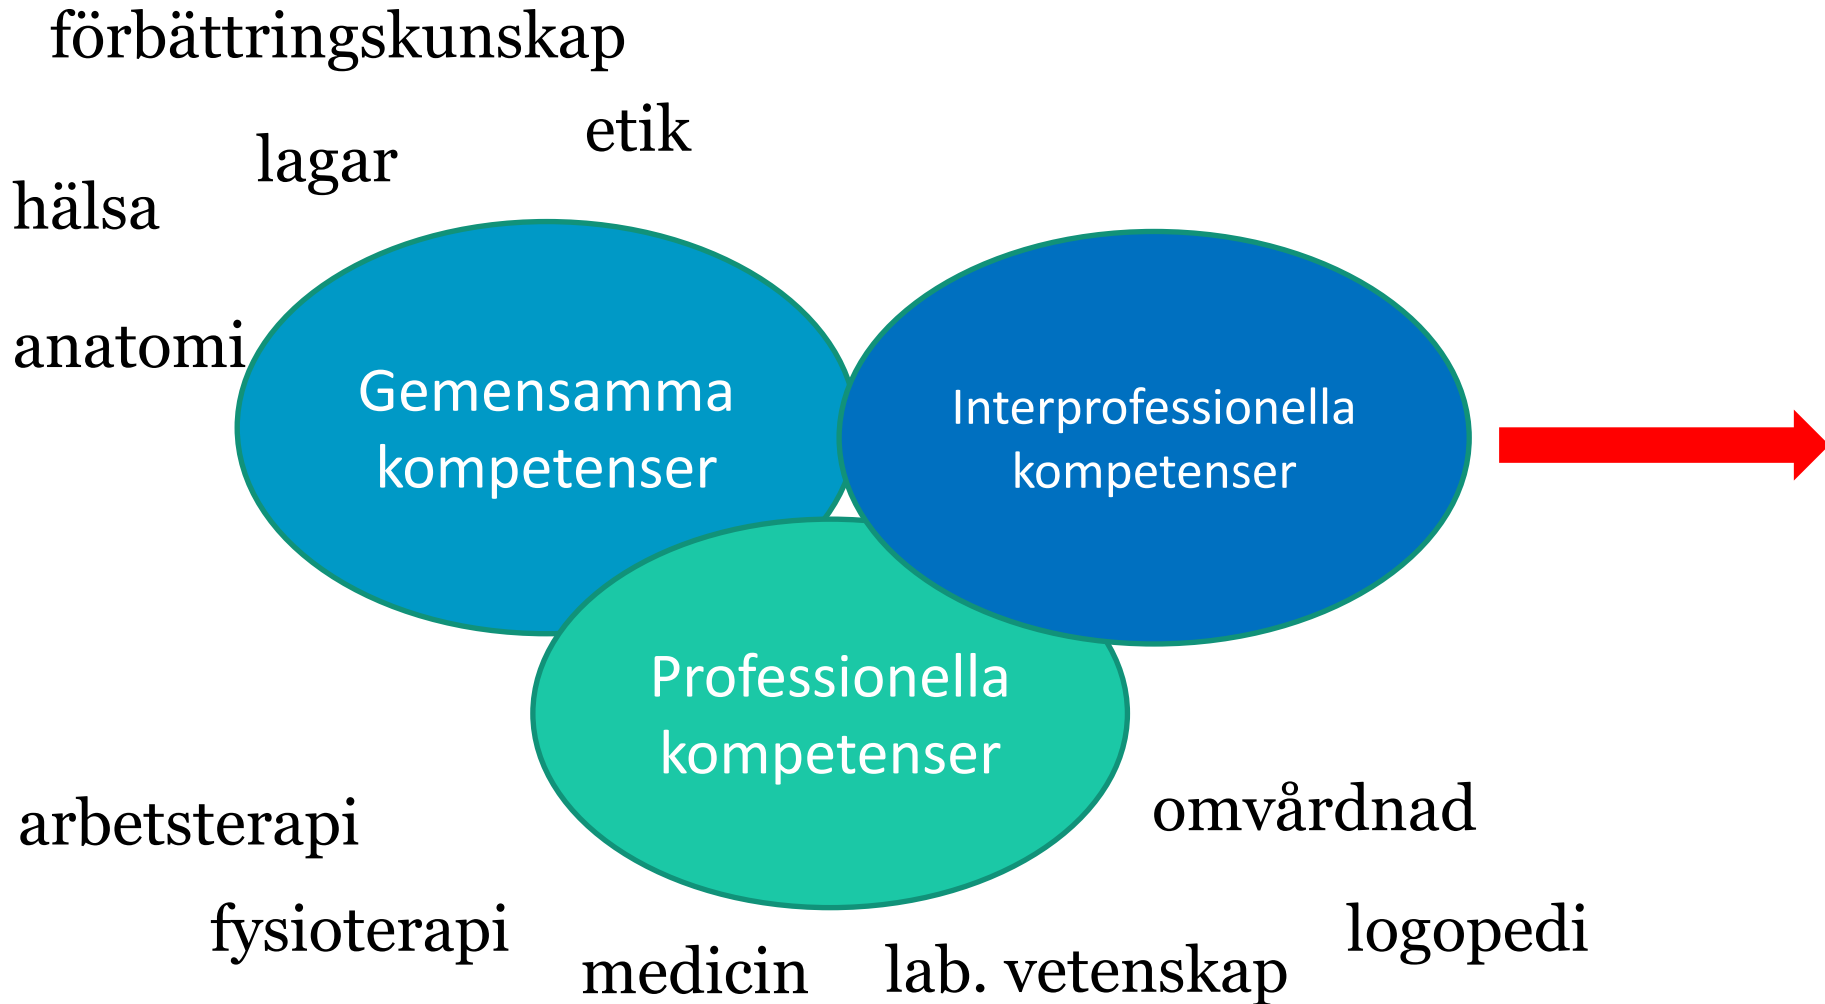 förbättringskunskap
etik
lagar
hälsa
anatomi
Gemensamma
kompetenser
Interprofessionella
kompetenser
Professionella
kompetenser
arbetsterapi
omvårdnad
fysioterapi
logopedi
medicin
lab. vetenskap